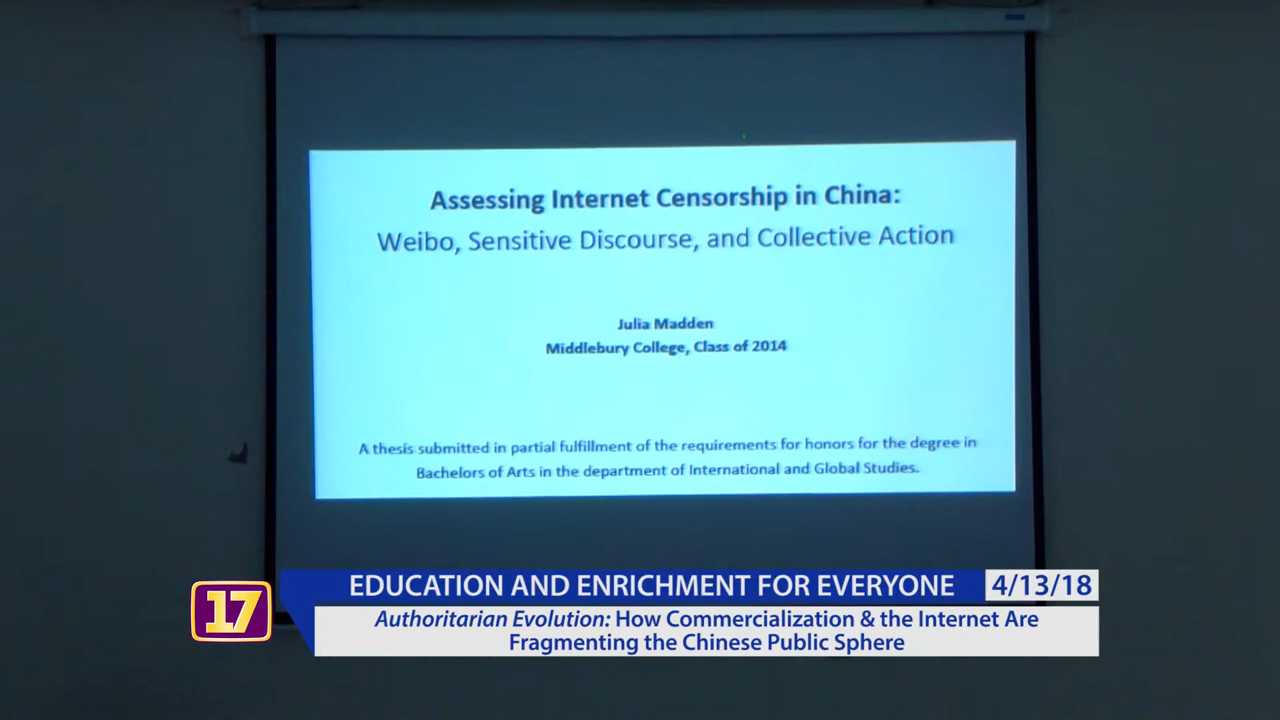 Assessing Internet Censorship in China:
Weibo, Sensitive Discourse, and Collective Action
Julia Madden
Middlebury College, Class of 2014
A thesis submitted in partial fulfillment of the requirements for honors for the degree in
Bachelors of Arts in the department of International and Global Studies.
17
EDUCATION AND ENRICHMENT FOR EVERYONE 4/13/18
Authoritarian Evolution: How Commercialization & the Internet Are
Fragmenting the Chinese Public Sphere